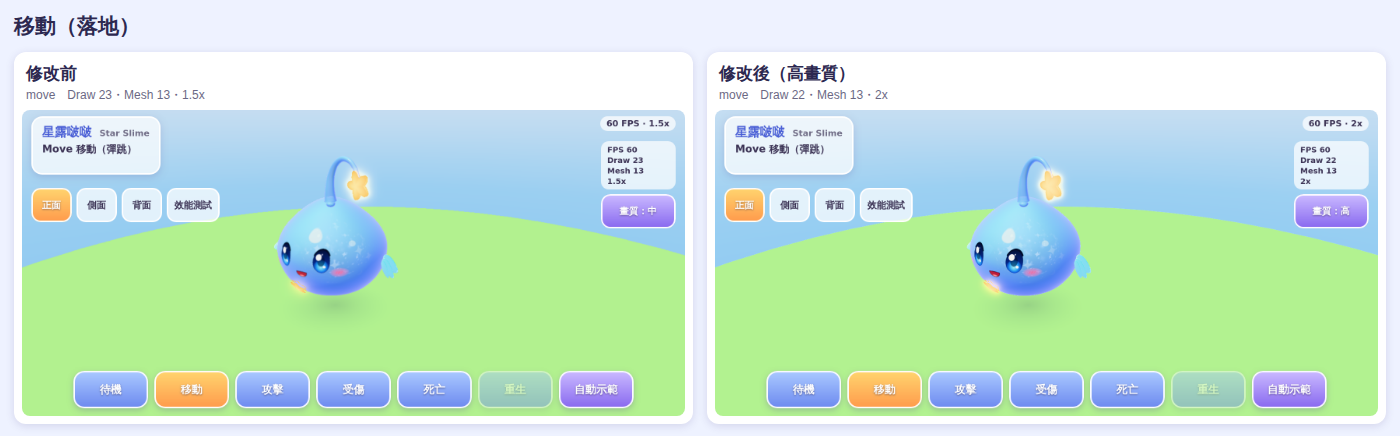 移動（落地）
修改前
move Draw 23・Mesh 13・1.5x
星露啵啵 Star Slime
Move 移動（彈跳）
60 FPS · 1.5x
FPS 60
Draw 23
Mesh 13
1.5x
畫質：中
正面 側面 背面 效能測試
待機 移動 攻擊 受傷 死亡 重生 自動示範
修改後（高畫質）
move Draw 22・Mesh 13・2x
星露啵啵 Star Slime
Move 移動（彈跳）
60 FPS · 2x
FPS 60
Draw 22
Mesh 13
2x
畫質：高
正面 側面 背面 效能測試
待機 移動 攻擊 受傷 死亡 重生 自動示範